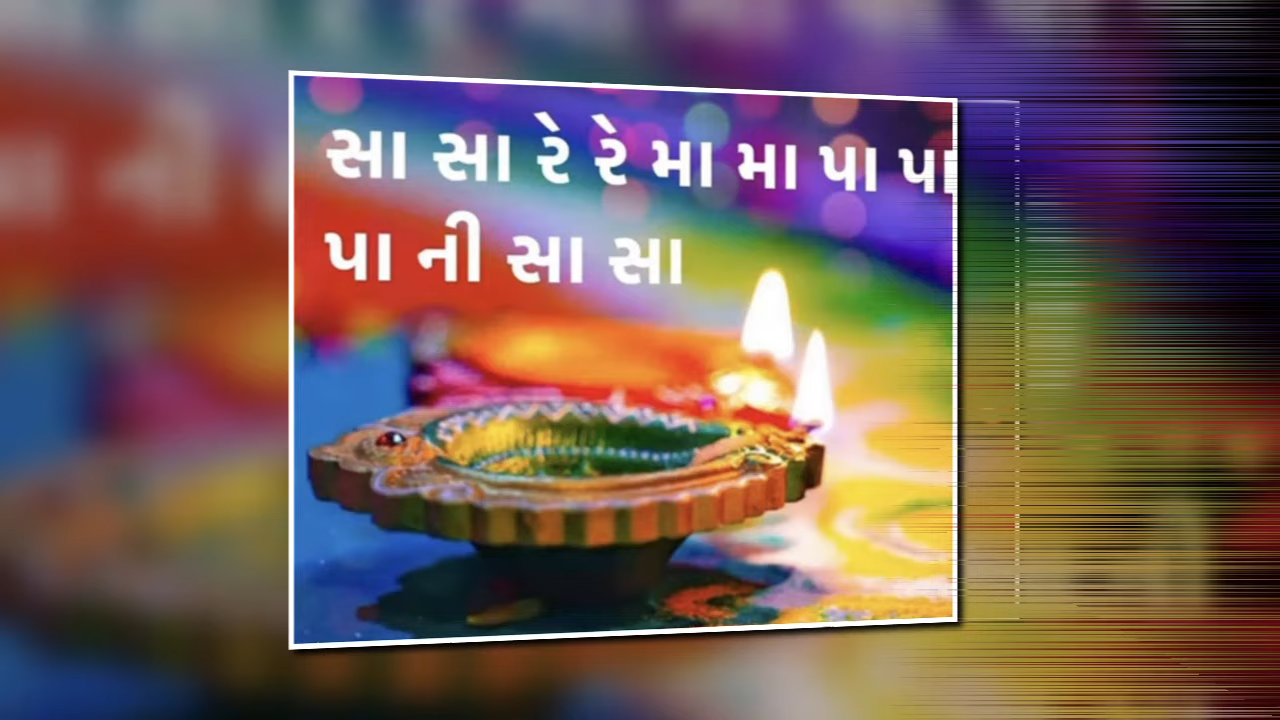 સા સા રે રે મા મા પા પા
પા ની સા સા